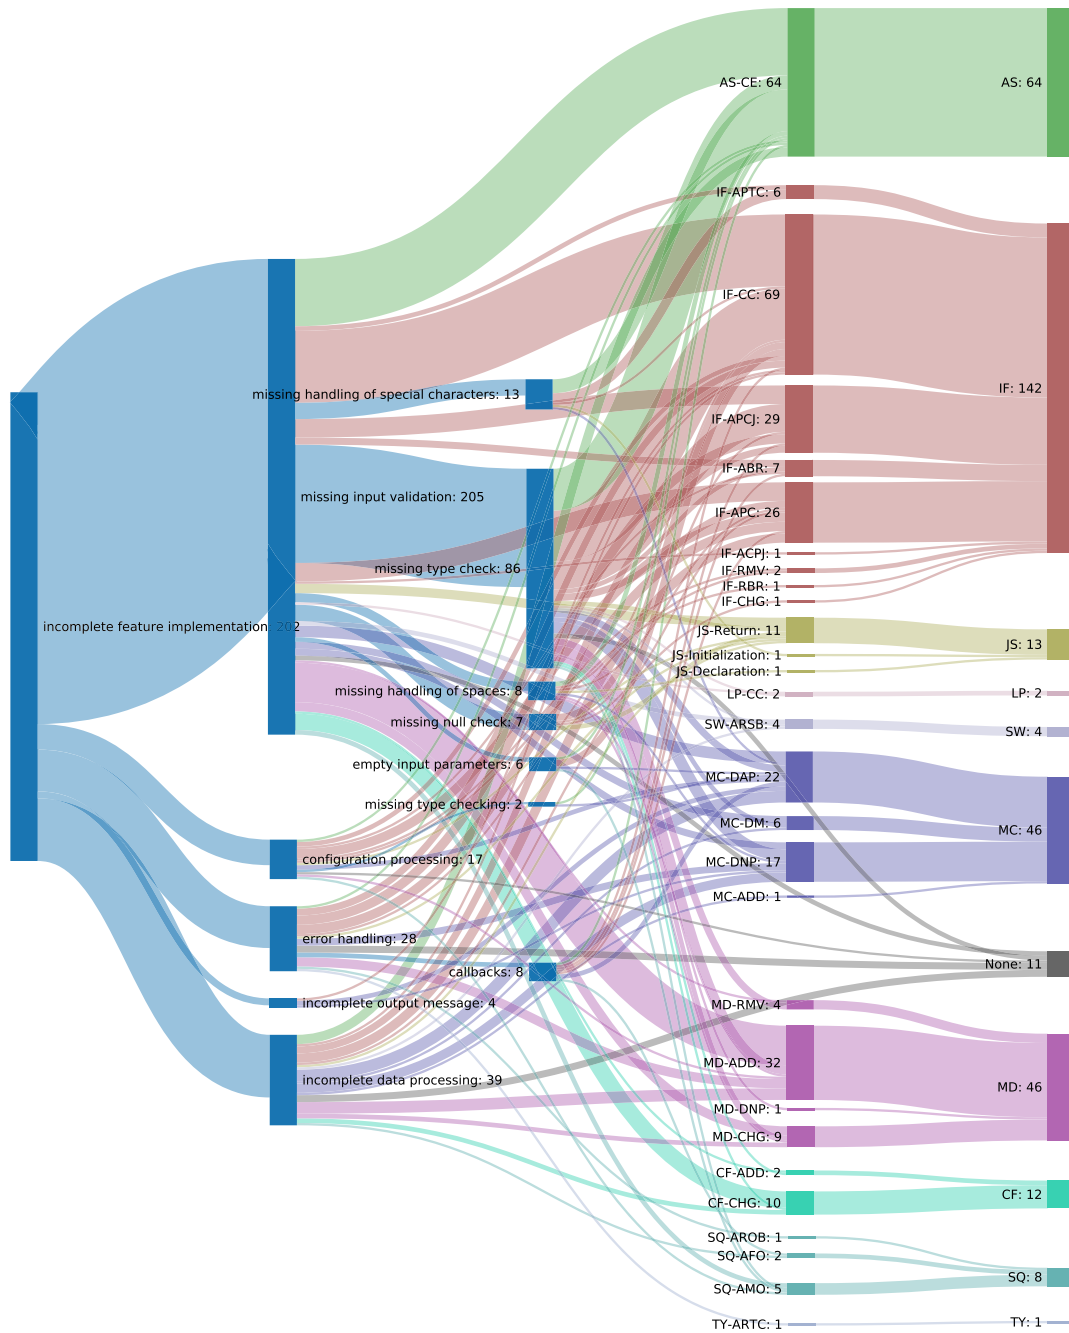 AS-CE: 64
AS: 64
IF-APTC: 6
IF-CC: 69
IF: 142
missing handling of special characters: 13
IF-APCJ: 29
IF-ABR: 7
missing input validation: 205
IF-APC: 26
IF-ACPJ: 1
missing type check: 86
IF-RMV: 2
IF-RBR: 1
IF-CHG: 1
incomplete feature implementation: 202
JS-Return: 11
JS: 13
JS-Initialization: 1
JS-Declaration: 1
missing handling of spaces: 8
LP-CC: 2
LP: 2
missing null check: 7
SW-ARSB: 4
SW: 4
empty input parameters: 6
MC-DAP: 22
missing type checking: 2
MC-DM: 6
MC: 46
configuration processing: 17
MC-DNP: 17
MC-ADD: 1
error handling: 28
callbacks: 8
None: 11
incomplete output message: 4
MD-RMV: 4
MD-ADD: 32
incomplete data processing: 39
MD: 46
MD-DNP: 1
MD-CHG: 9
CF-ADD: 2
CF-CHG: 10
CF: 12
SQ-AROB: 1
SQ-AFO: 2
SQ: 8
SQ-AMO: 5
TY-ARTC: 1
TY: 1